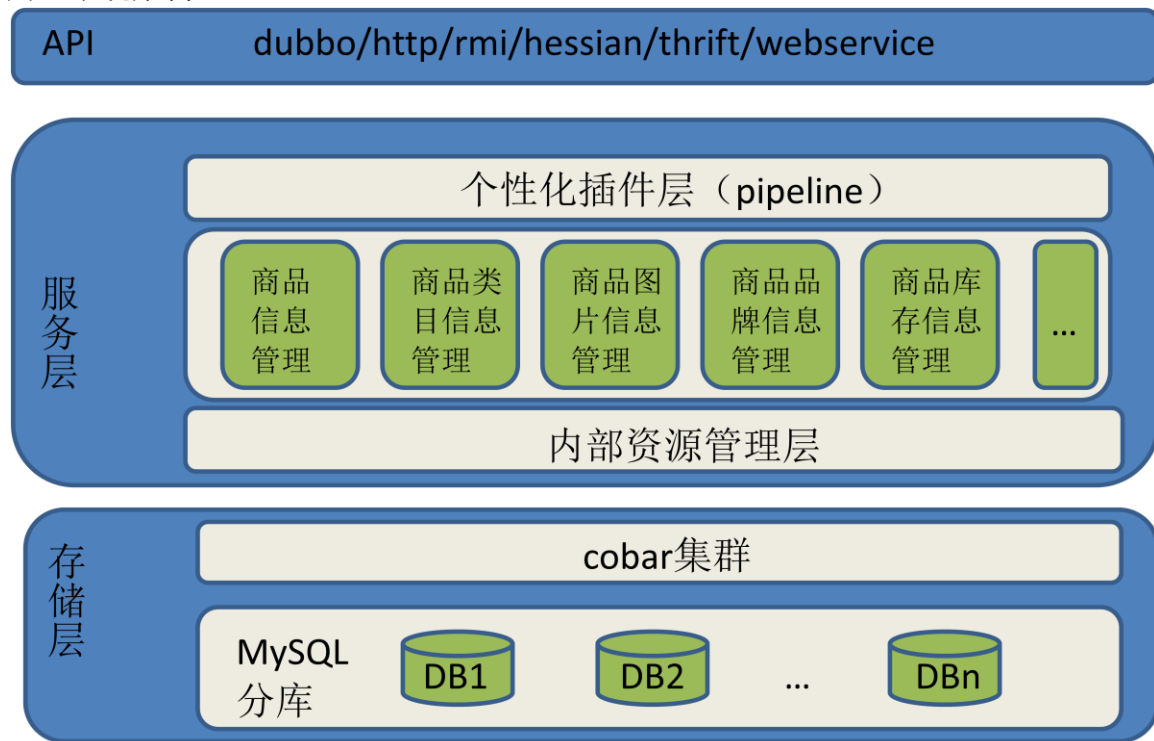 API dubbo/http/rmi/hessian/thrift/webservice
服务层
个性化插件层（pipeline）
商品
信息
管理
商品类
目信息
管理
商品图
片信息
管理
商品品
牌信息
管理
商品库
存信息
管理
...
内部资源管理层
存储层
cobar集群
MySQL
分库
DB1
DB2
...
DBn